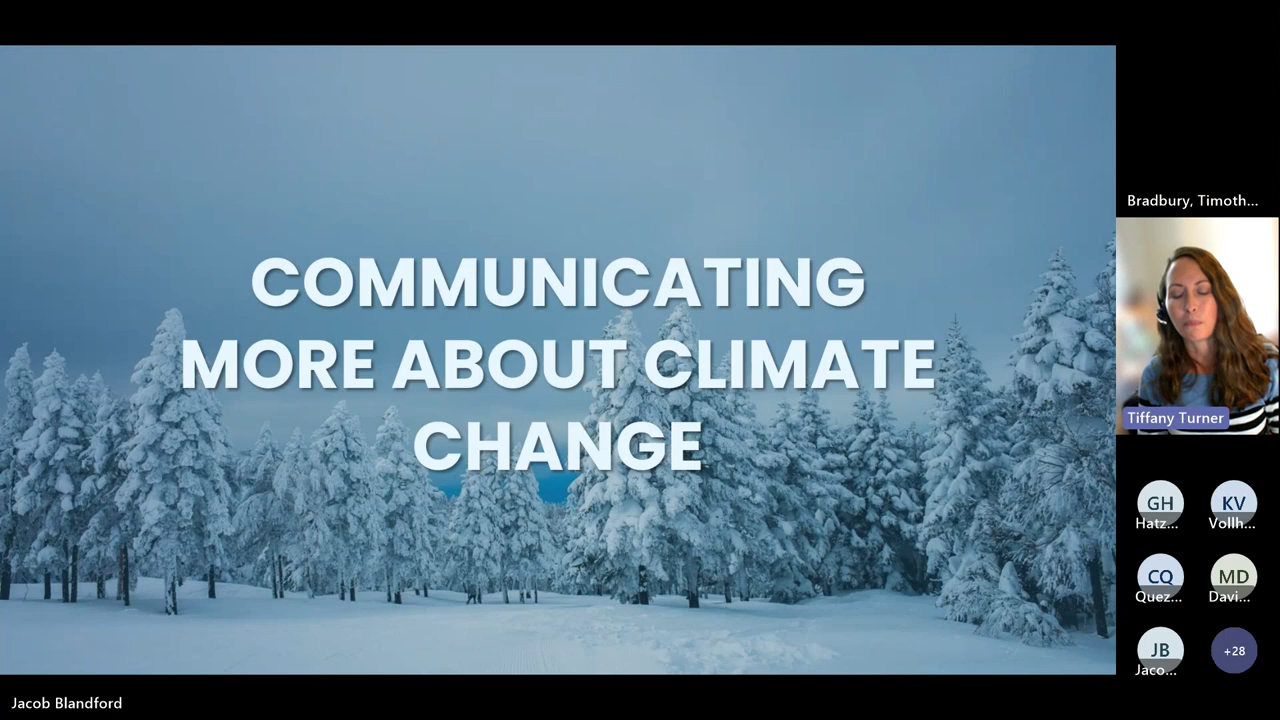 COMMUNICATING
MORE ABOUT CLIMATE
CHANGE
Bradbury, Timoth...
Tiffany Turner
GH
Hatz...
KV
Vollh...
CQ
Quez...
MD
Davi...
JB
Jaco...
+28
Jacob Blandford